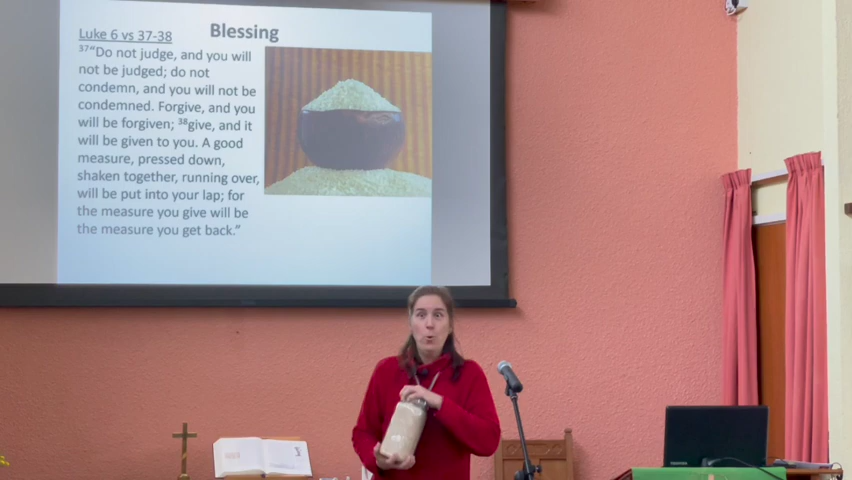 Luke 6 vs 37-38
Blessing
37“Do not judge, and you will
not be judged; do not
condemn, and you will not be
condemned. Forgive, and you
will be forgiven; 38give, and it
will be given to you. A good
measure, pressed down,
shaken together, running over,
will be put into your lap; for
the measure you give will be
the measure you get back.”